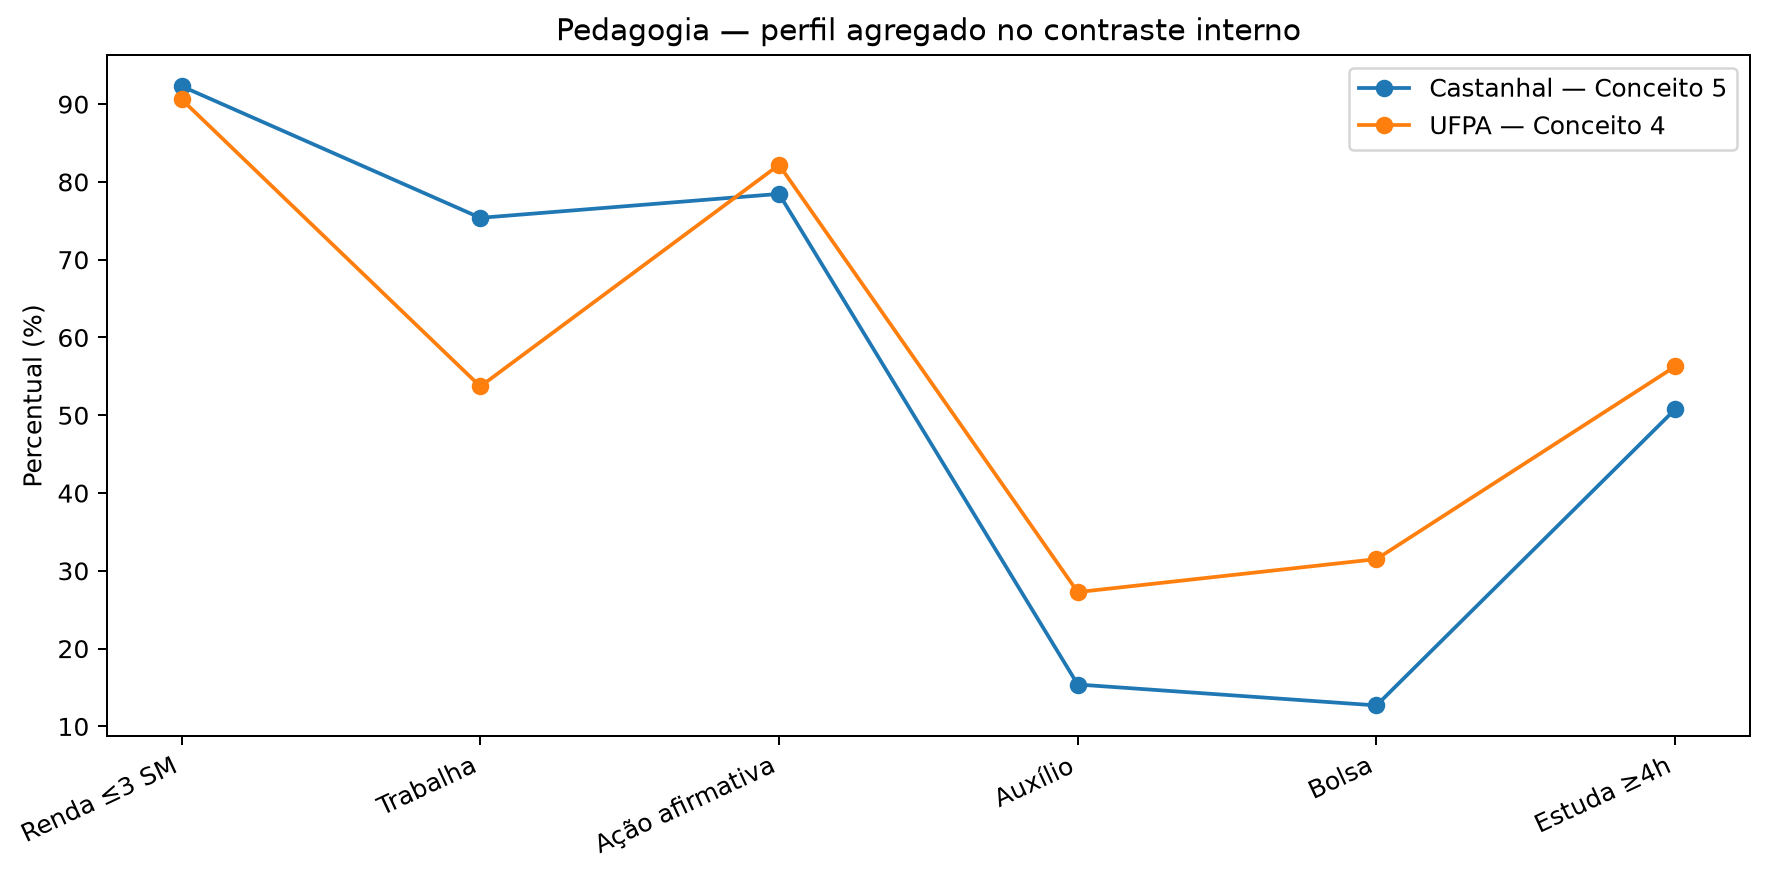 Pedagogia — perfil agregado no contraste interno
Castanhal — Conceito 5
UFPA — Conceito 4
Percentual (%)
90
80
70
60
50
40
30
20
10
Renda ≤3 SM
Trabalha
Ação afirmativa
Auxílio
Bolsa
Estuda ≥4h